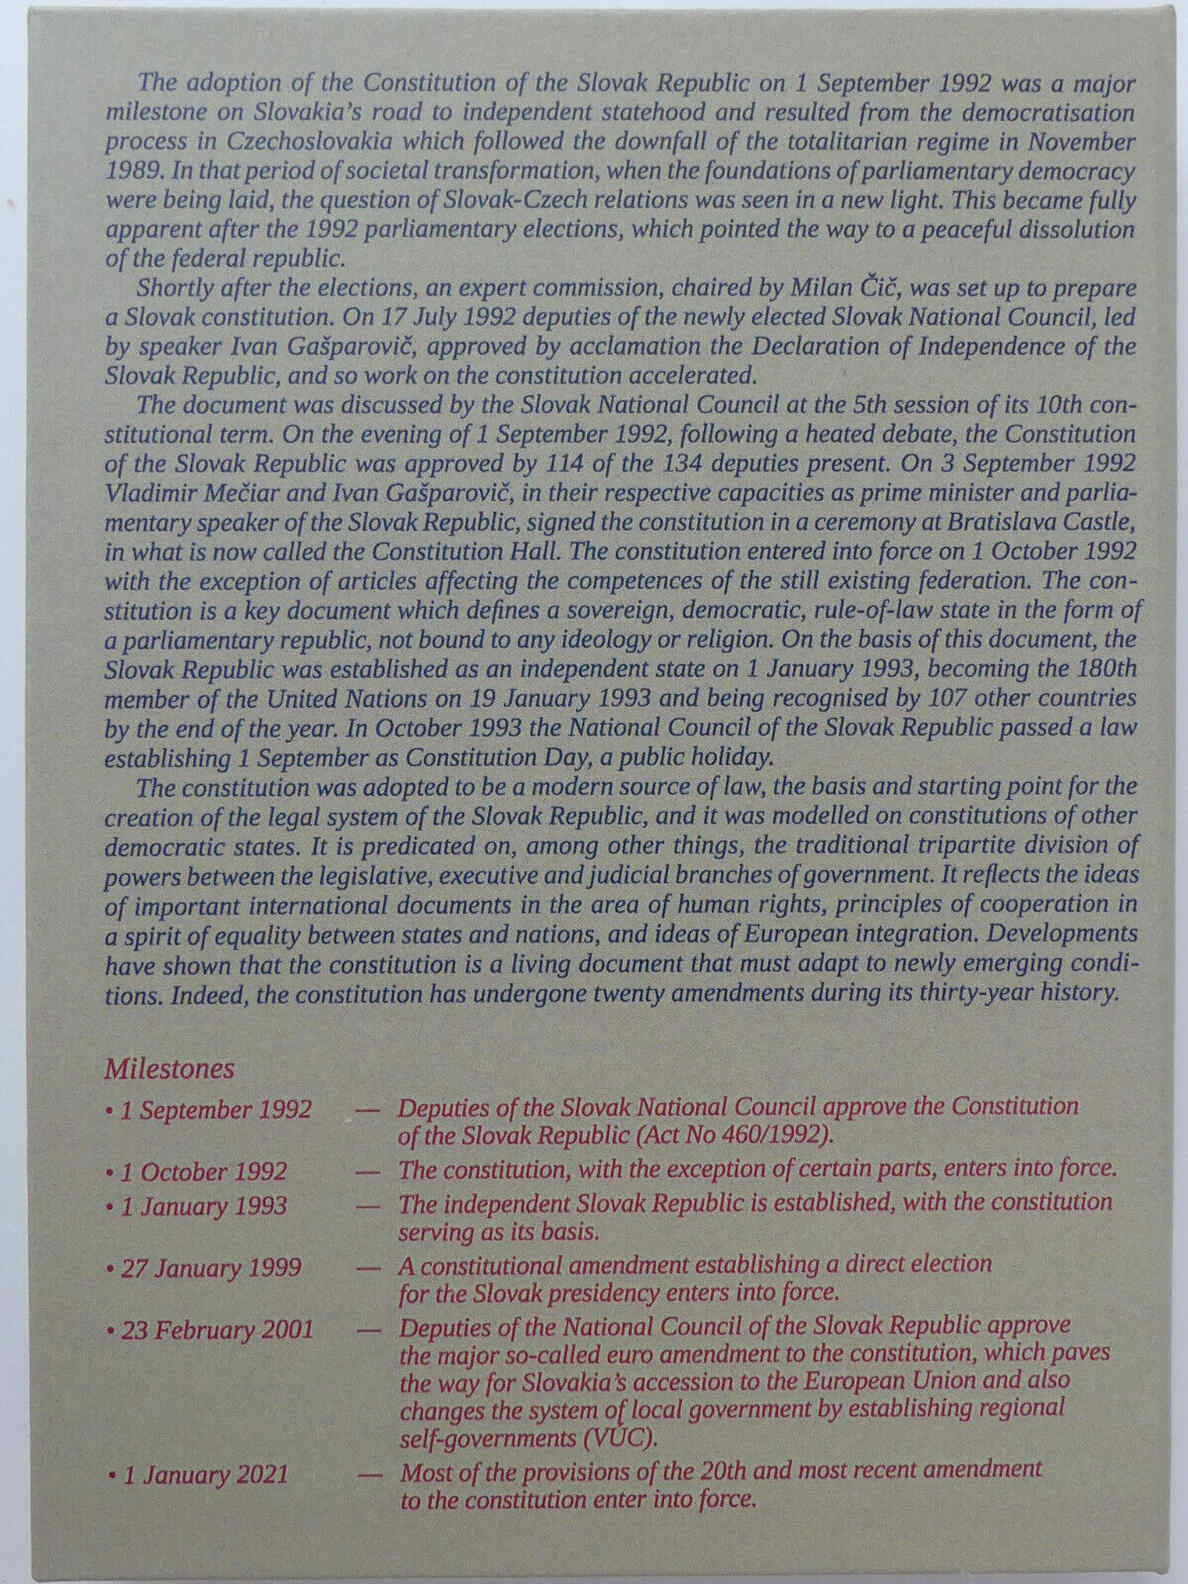 The adoption of the Constitution of the Slovak Republic on 1 September 1992 was a major
milestone on Slovakia's road to independent statehood and resulted from the democratisation
process in Czechoslovakia which followed the downfall of the totalitarian regime in November
1989. In that period of societal transformation, when the foundations of parliamentary democracy
were being laid, the question of Slovak-Czech relations was seen in a new light. This became fully
apparent after the 1992 parliamentary elections, which pointed the way to a peaceful dissolution
of the federal republic.
Shortly after the elections, an expert commission, chaired by Milan Čič, was set up to prepare
a Slovak constitution. On 17 July 1992 deputies of the newly elected Slovak National Council, led
by speaker Ivan Gašparovič, approved by acclamation the Declaration of Independence of the
Slovak Republic, and so work on the constitution accelerated.
The document was discussed by the Slovak National Council at the 5th session of its 10th con-
stitutional term. On the evening of 1 September 1992, following a heated debate, the Constitution
of the Slovak Republic was approved by 114 of the 134 deputies present. On 3 September 1992
Vladimir Mečiar and Ivan Gašparovič, in their respective capacities as prime minister and parlia-
mentary speaker of the Slovak Republic, signed the constitution in a ceremony at Bratislava Castle,
in what is now called the Constitution Hall. The constitution entered into force on 1 October 1992
with the exception of articles affecting the competences of the still existing federation. The con-
stitution is a key document which defines a sovereign, democratic, rule-of-law state in the form of
a parliamentary republic, not bound to any ideology or religion. On the basis of this document, the
Slovak Republic was established as an independent state on 1 January 1993, becoming the 180th
member of the United Nations on 19 January 1993 and being recognised by 107 other countries
by the end of the year. In October 1993 the National Council of the Slovak Republic passed a law
establishing 1 September as Constitution Day, a public holiday.
The constitution was adopted to be a modern source of law, the basis and starting point for the
creation of the legal system of the Slovak Republic, and it was modelled on constitutions of other
democratic states. It is predicated on, among other things, the traditional tripartite division of
powers between the legislative, executive and judicial branches of government. It reflects the ideas
of important international documents in the area of human rights, principles of cooperation in
a spirit of equality between states and nations, and ideas of European integration. Developments
have shown that the constitution is a living document that must adapt to newly emerging condi-
tions. Indeed, the constitution has undergone twenty amendments during its thirty-year history.
Milestones
• 1 September 1992 — Deputies of the Slovak National Council approve the Constitution
of the Slovak Republic (Act No 460/1992).
• 1 October 1992 — The constitution, with the exception of certain parts, enters into force.
• 1 January 1993 — The independent Slovak Republic is established, with the constitution
serving as its basis.
• 27 January 1999 — A constitutional amendment establishing a direct election
for the Slovak presidency enters into force.
• 23 February 2001 — Deputies of the National Council of the Slovak Republic approve
the major so-called euro amendment to the constitution, which paves
the way for Slovakia's accession to the European Union and also
changes the system of local government by establishing regional
self-governments (VÚC).
• 1 January 2021 — Most of the provisions of the 20th and most recent amendment
to the constitution enter into force.